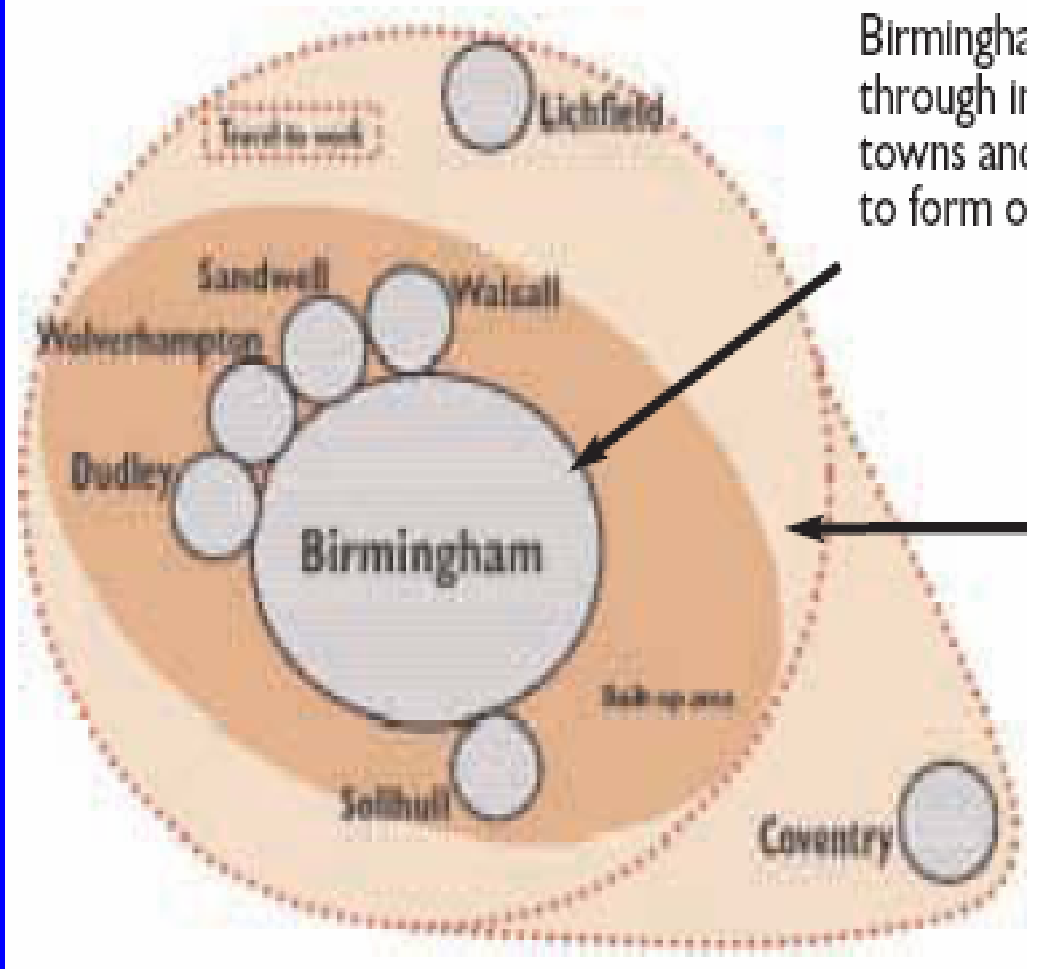 Birmingha
through in
towns and
to form o
Lichfield
Travel to work
Sandwell
Walsall
Wolverhampton
Dudley
Birmingham
Built-up area
Solihull
Coventry